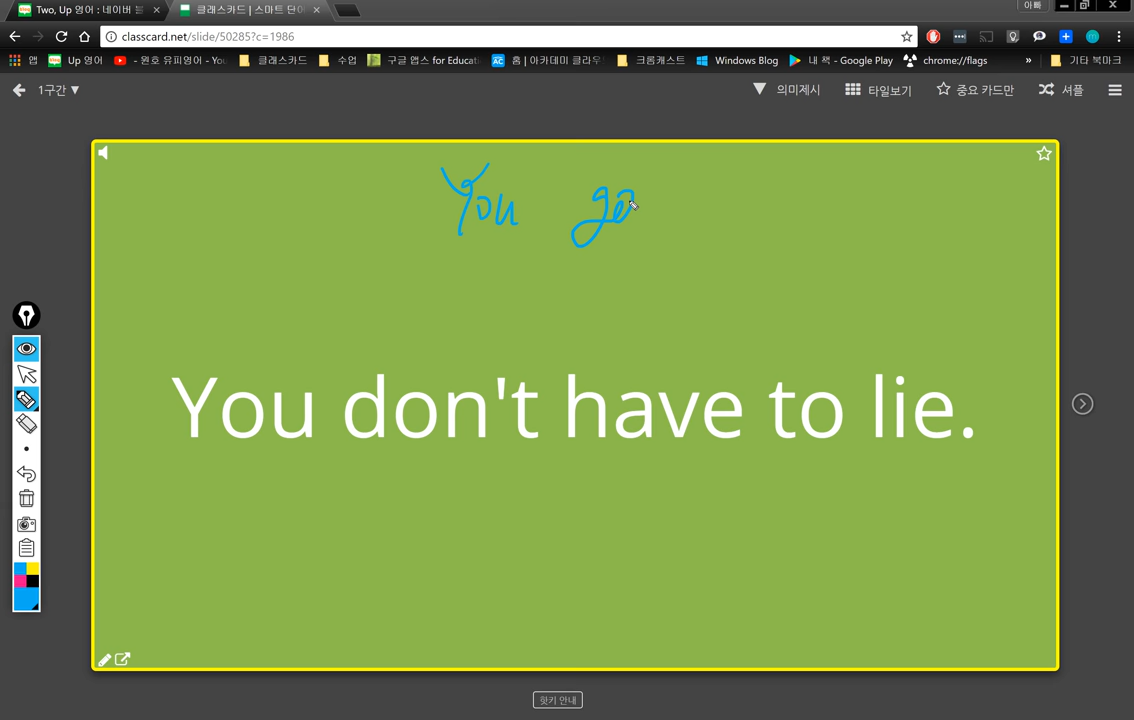 Two, Up 영어 : 네이버 블
클래스카드 | 스마트 단어
아빠
classcard.net/slide/50285?c=1986
앱
Up 영어
- 원호 유피영어 - You
클래스카드
수업
구글 앱스 for Educati
홈 | 아카데미 클라우드
크롬캐스트
Windows Blog
내 책 - Google Play
chrome://flags
»
기타 북마크
1구간 ▼
▼ 의미제시
타일보기
중요 카드만
셔플
You go
You don't have to lie.
핫키 안내